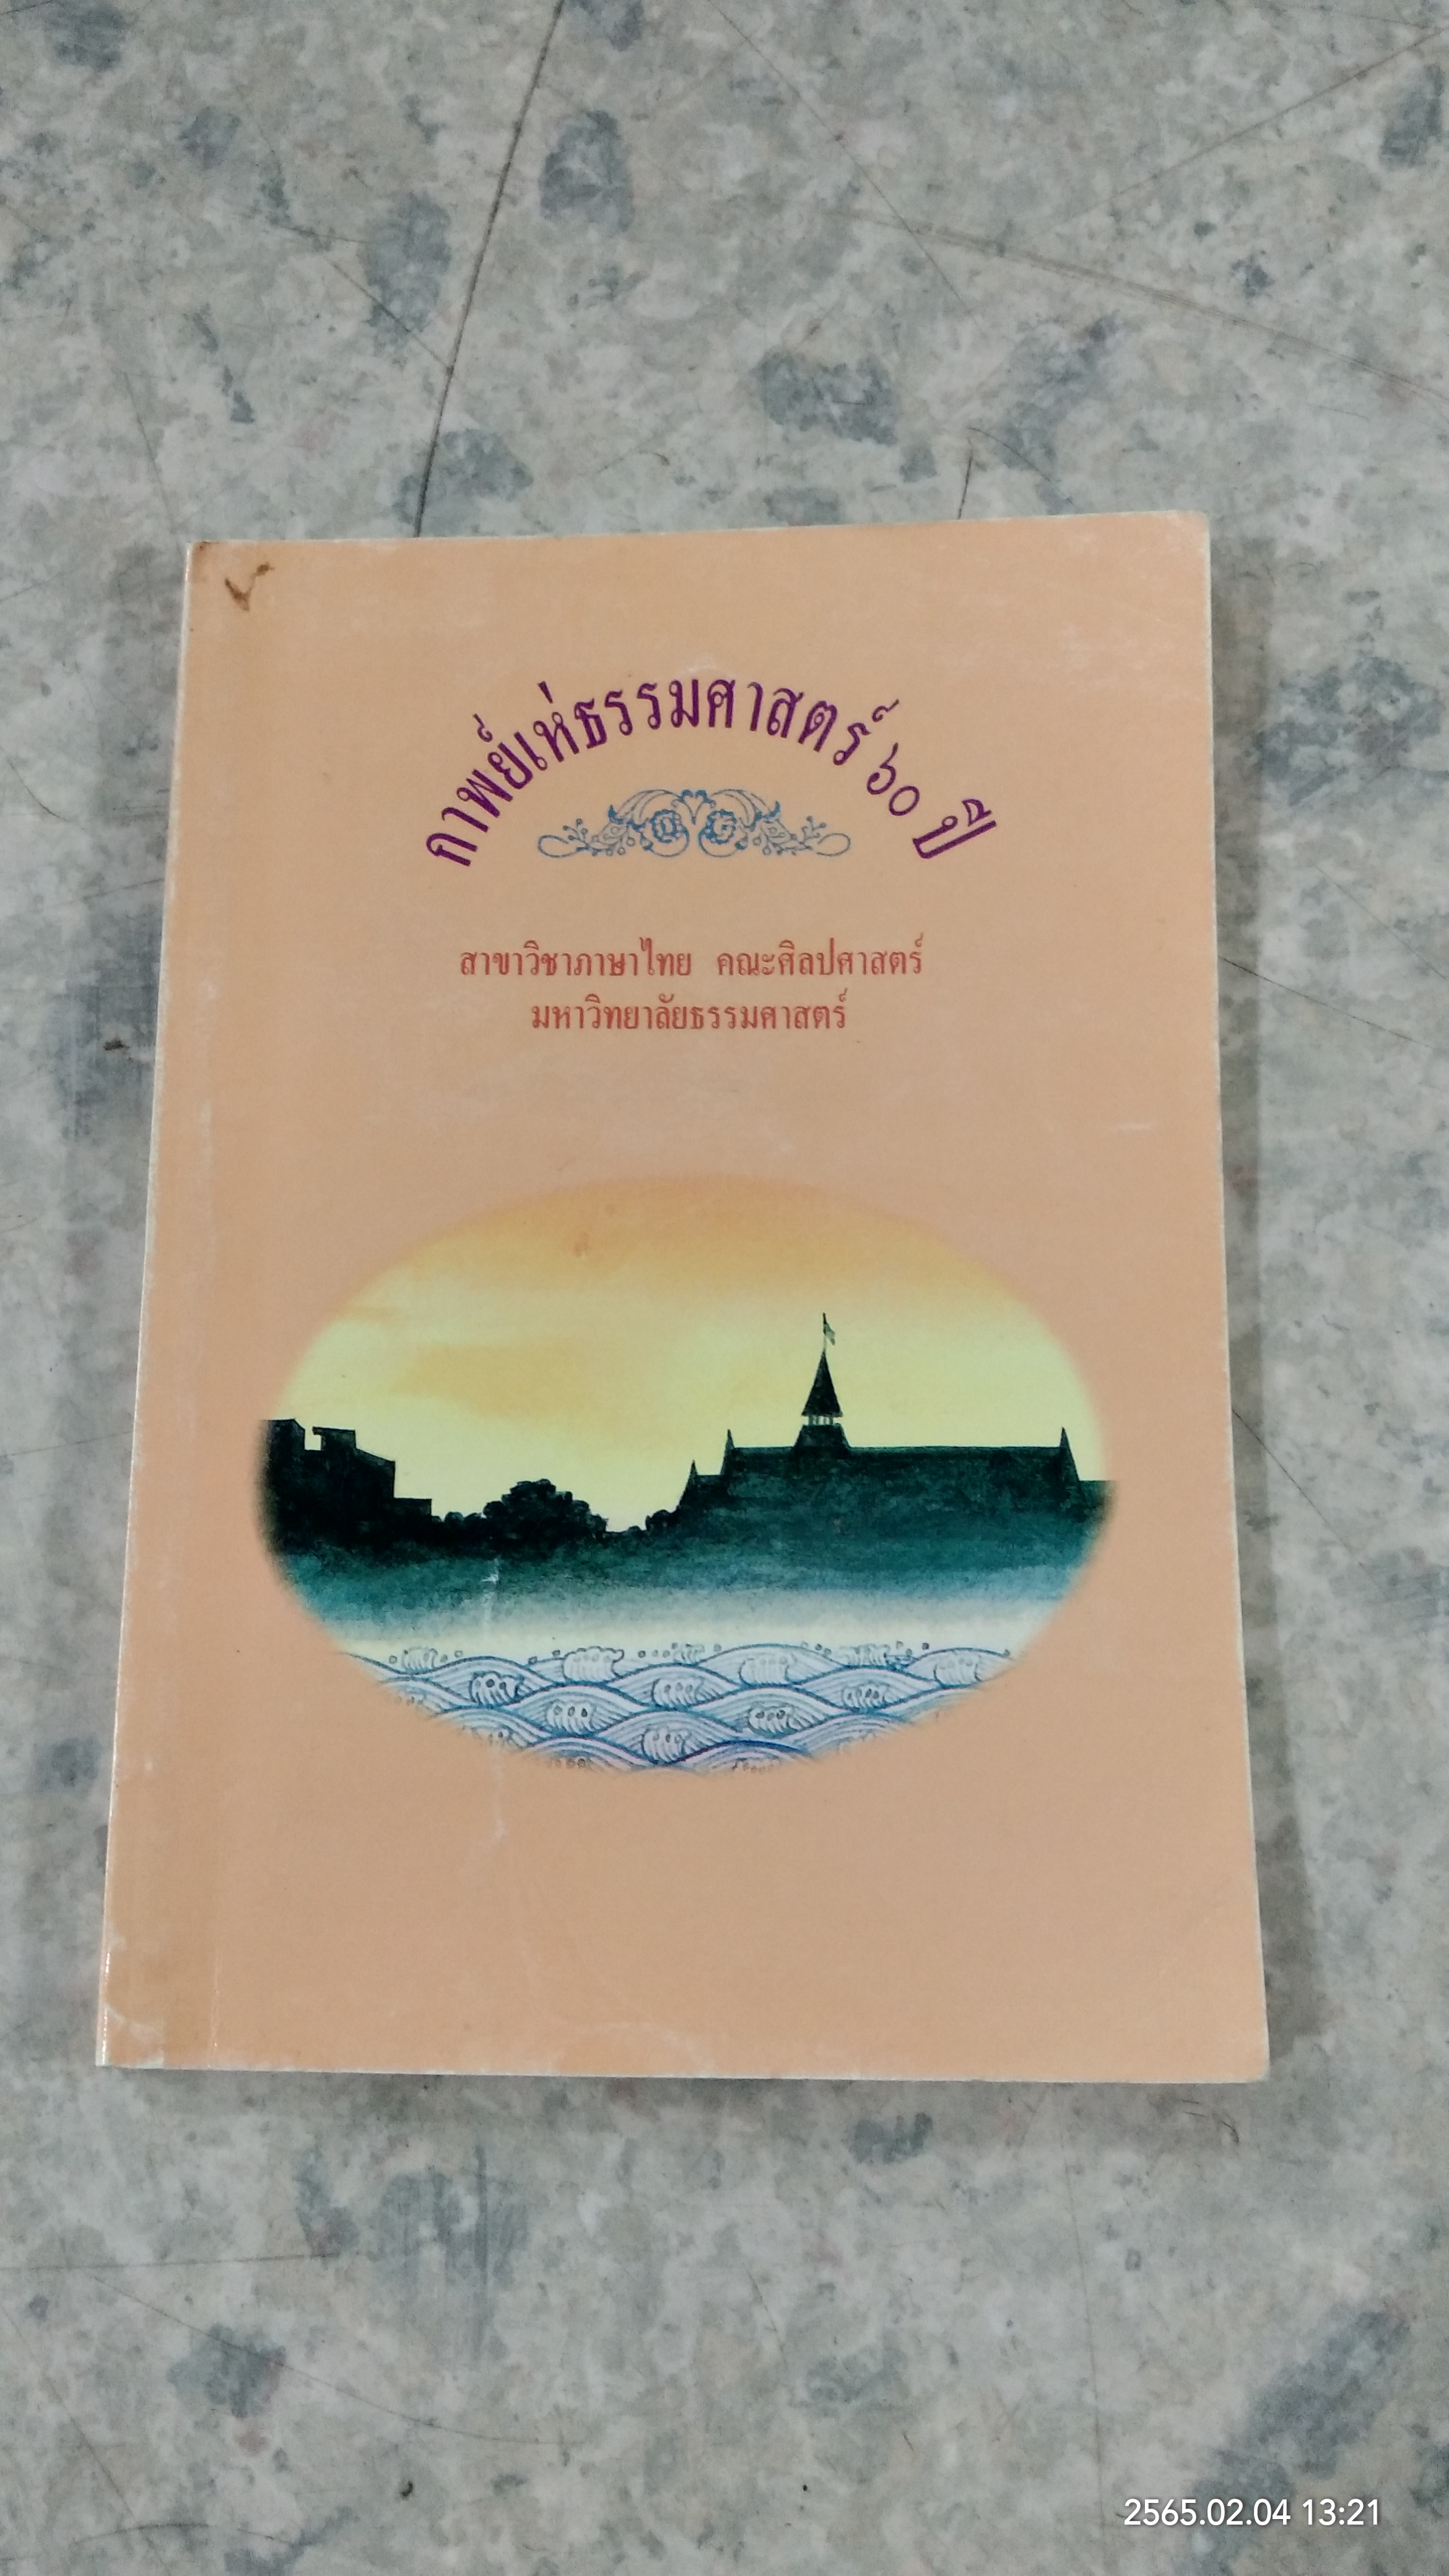 กาพย์เห่ธรรมศาสตร์ ๖๐ ปี
สาขาวิชาภาษาไทย คณะศิลปศาสตร์
มหาวิทยาลัยธรรมศาสตร์
2565.02.04 13:21